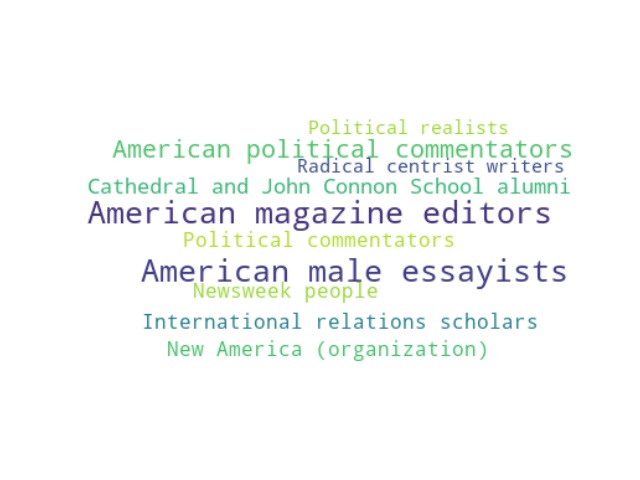 Political realists
American political commentators
Radical centrist writers
Cathedral and John Connon School alumni
American magazine editors
Political commentators
American male essayists
Newsweek people
International relations scholars
New America (organization)